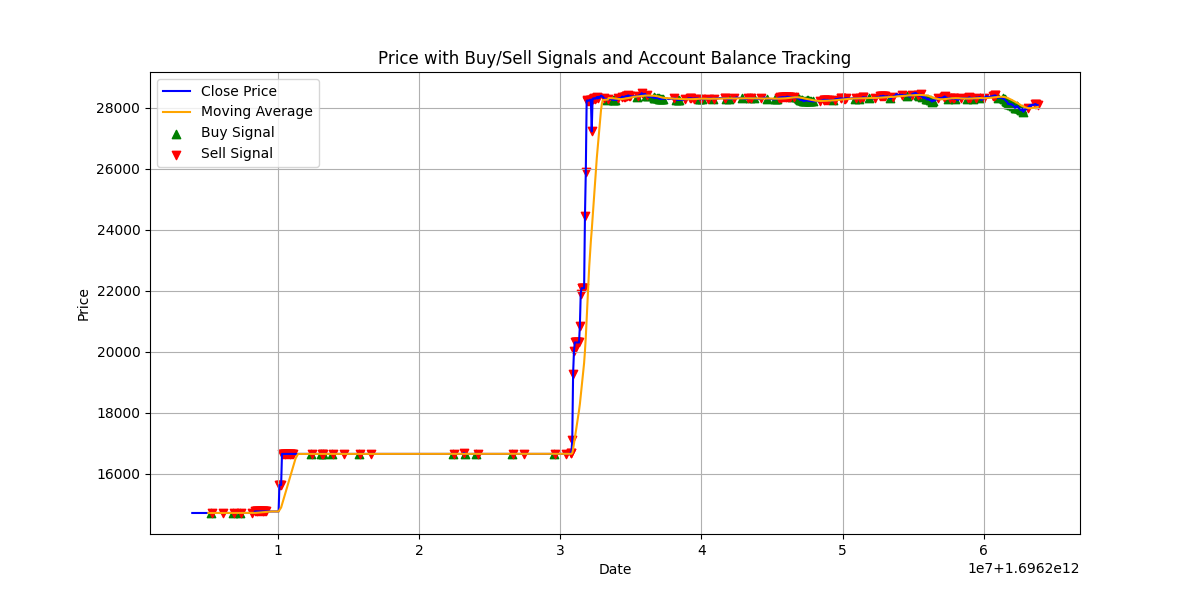 Price with Buy/Sell Signals and Account Balance Tracking
Close Price
Moving Average
Buy Signal
Sell Signal
Price
28000
26000
24000
22000
20000
18000
16000
1 2 3 4 5 6
Date
1e7+1.6962e12